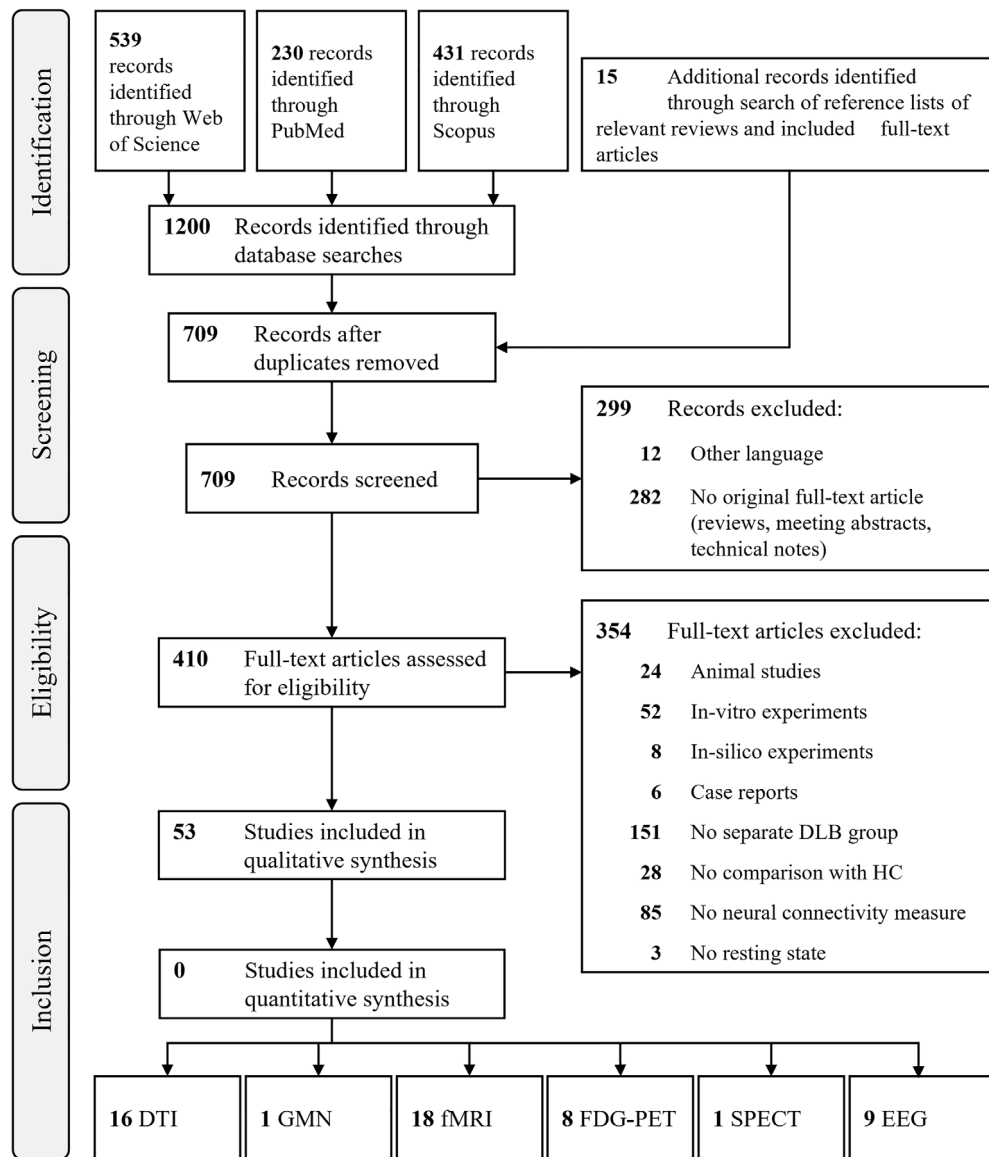 Identification
539
records
identified
through Web
of Science
230 records
identified
through
PubMed
431 records
identified
through
Scopus
15 Additional records identified
through search of reference lists of
relevant reviews and included full-text
articles
1200 Records identified through
database searches
Screening
709 Records after
duplicates removed
709 Records screened
299 Records excluded:
12 Other language
282 No original full-text article
(reviews, meeting abstracts,
technical notes)
Eligibility
410 Full-text articles assessed
for eligibility
354 Full-text articles excluded:
24 Animal studies
52 In-vitro experiments
8 In-silico experiments
6 Case reports
151 No separate DLB group
28 No comparison with HC
85 No neural connectivity measure
3 No resting state
Inclusion
53 Studies included in
qualitative synthesis
0 Studies included in
quantitative synthesis
16 DTI
1 GMN
18 fMRI
8 FDG-PET
1 SPECT
9 EEG